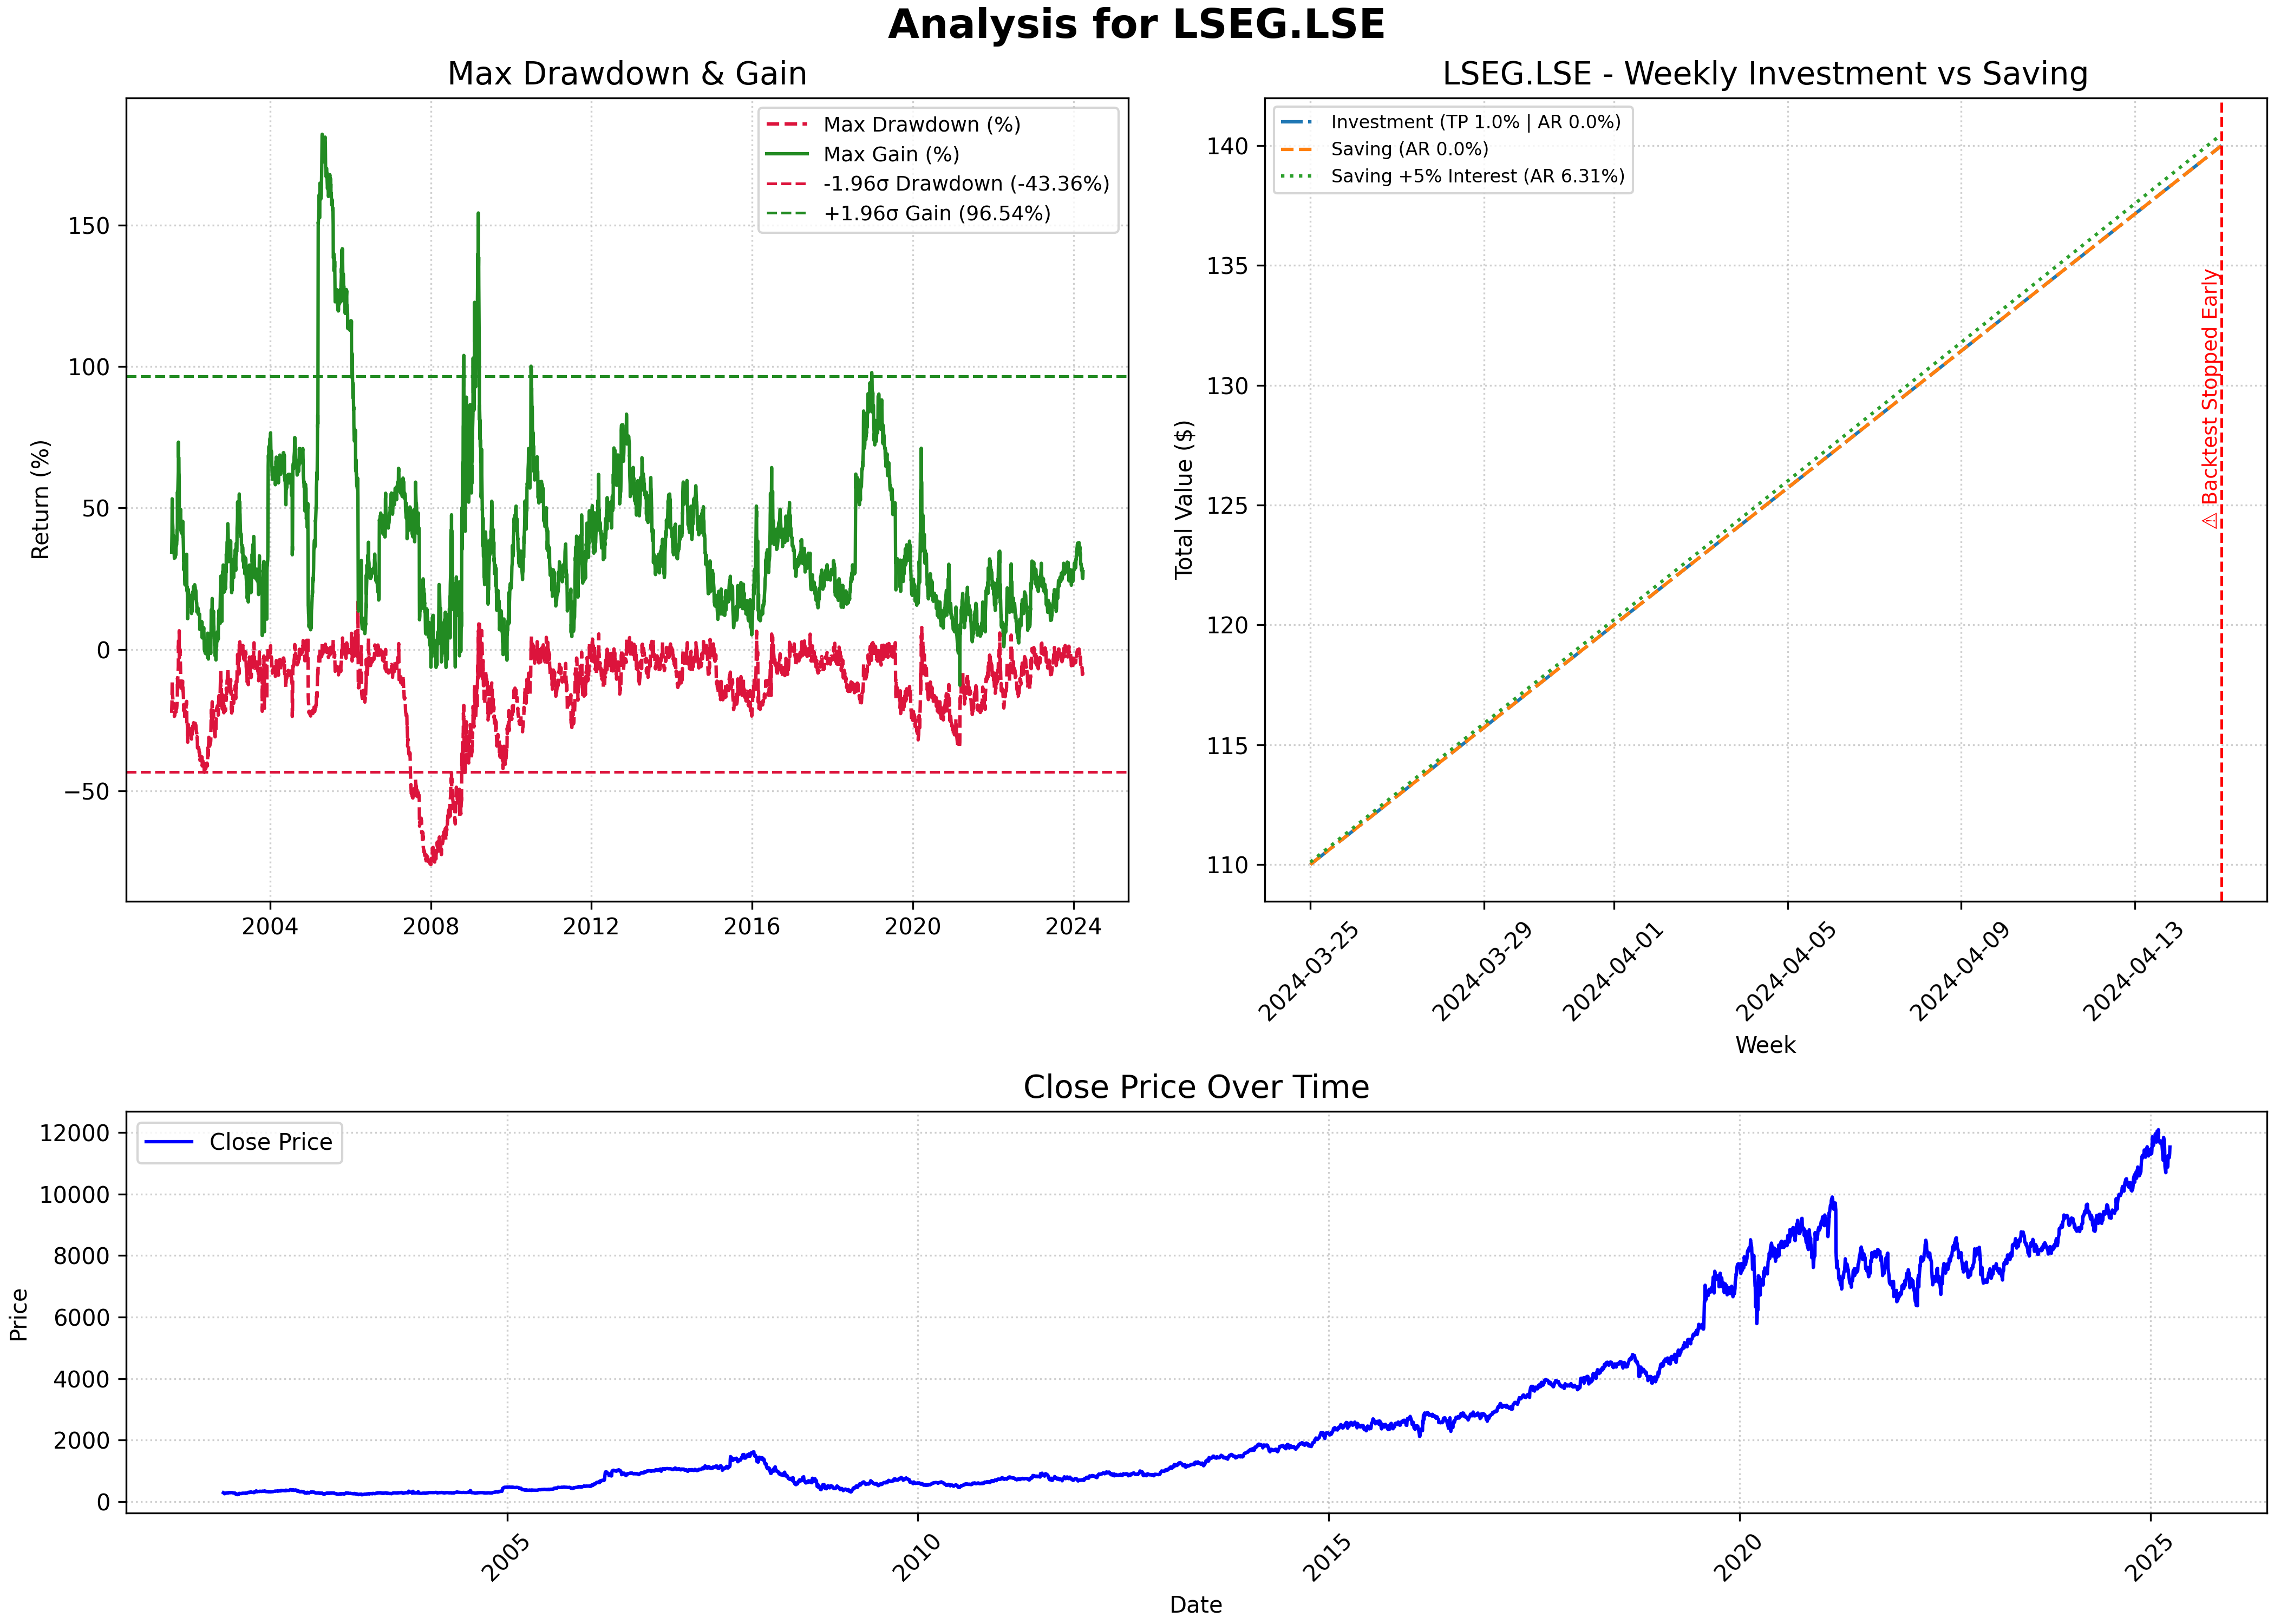 Analysis for LSEG.LSE
Max Drawdown & Gain
Max Drawdown (%)
Max Gain (%)
-1.96σ Drawdown (-43.36%)
+1.96σ Gain (96.54%)
Return (%)
150
100
50
0
−50
2004
2008
2012
2016
2020
2024
LSEG.LSE - Weekly Investment vs Saving
Investment (TP 1.0% | AR 0.0%)
Saving (AR 0.0%)
Saving +5% Interest (AR 6.31%)
Total Value ($)
140
135
130
125
120
115
110
⚠ Backtest Stopped Early
2024-03-25
2024-03-29
2024-04-01
2024-04-05
2024-04-09
2024-04-13
Week
Close Price Over Time
Close Price
Price
12000
10000
8000
6000
4000
2000
0
2005
2010
2015
2020
2025
Date